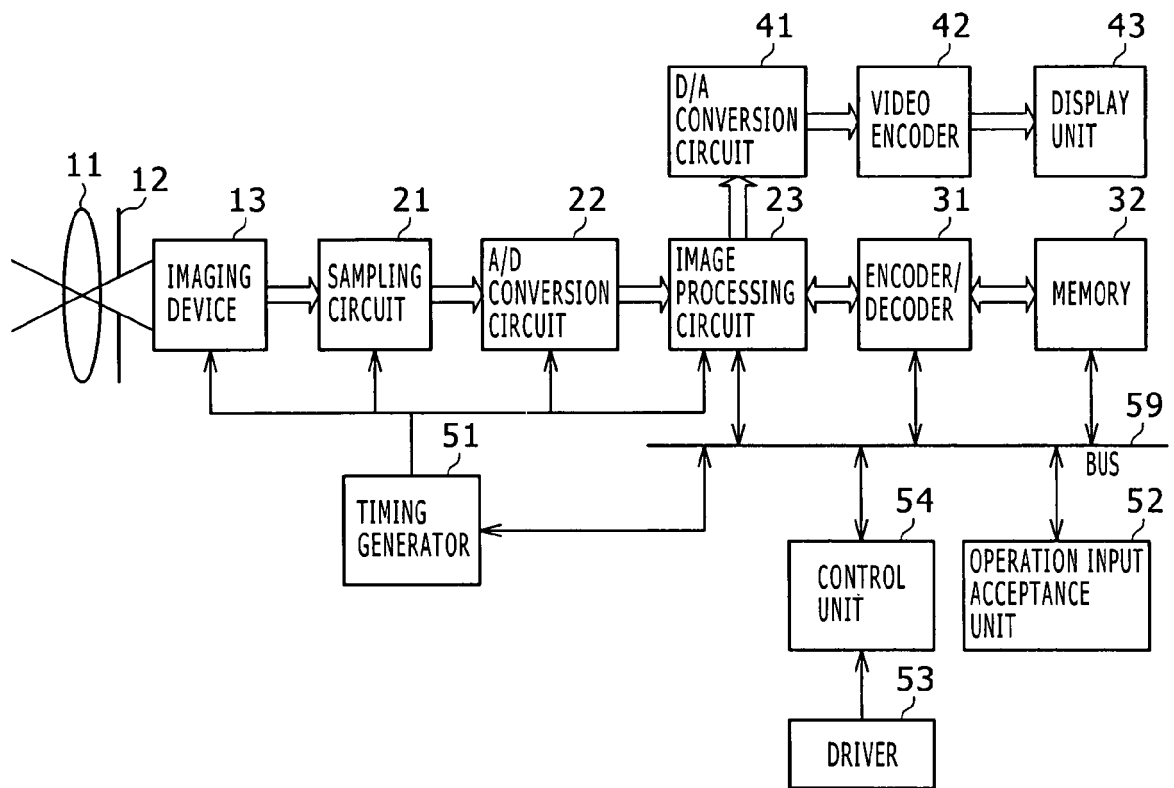 41
42
43
D/A
CONVERSION
CIRCUIT
VIDEO
ENCODER
DISPLAY
UNIT
11
12
13
21
22
23
31
32
IMAGING
DEVICE
SAMPLING
CIRCUIT
A/D
CONVERSION
CIRCUIT
IMAGE
PROCESSING
CIRCUIT
ENCODER/
DECODER
MEMORY
59
BUS
51
TIMING
GENERATOR
54
CONTROL
UNIT
52
OPERATION INPUT
ACCEPTANCE
UNIT
53
DRIVER